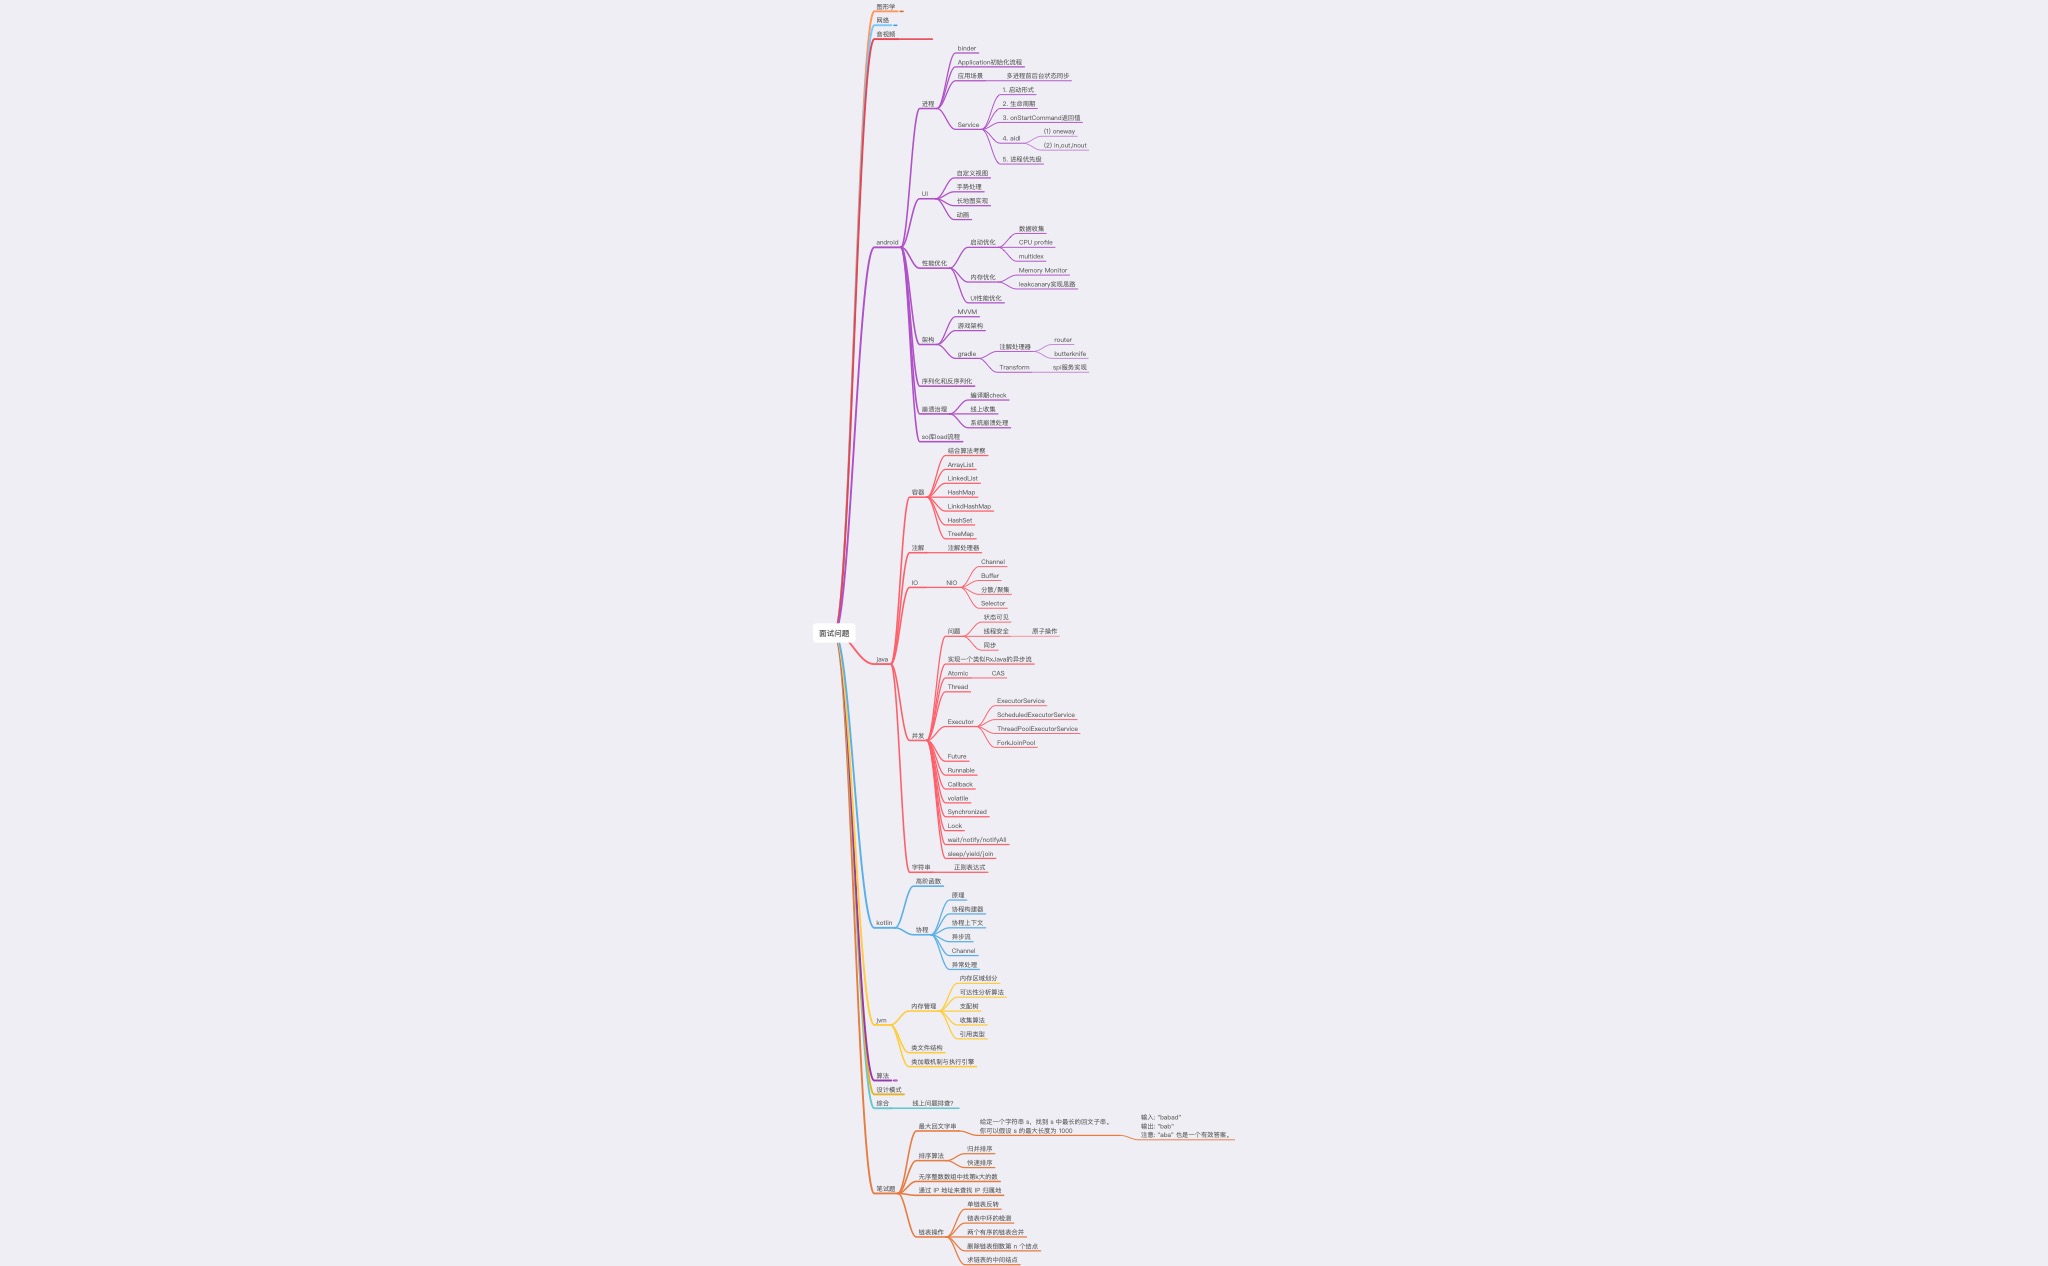 图形学
网络
音视频
binder
Application初始化流程
应用场景
多进程前后台状态同步
1. 启动形式
进程
2. 生命周期
3. onStartCommand返回值
Service
(1) oneway
4. aidl
(2) in,out,inout
5. 进程优先级
自定义视图
手势处理
UI
长地图实现
动画
数据收集
android
启动优化
CPU profile
multidex
性能优化
Memory Monitor
内存优化
leakcanary实现思路
UI性能优化
MVVM
游戏架构
架构
router
注解处理器
gradle
butterknife
Transform
spi服务实现
序列化和反序列化
编译期check
崩溃治理
线上收集
系统崩溃处理
so库load流程
结合算法考察
ArrayList
LinkedList
容器
HashMap
LinkdHashMap
HashSet
TreeMap
注解
注解处理器
Channel
Buffer
IO
NIO
分散/聚集
Selector
状态可见
面试问题
问题
线程安全
原子操作
同步
java
实现一个类似RxJava的异步流
Atomic
CAS
Thread
ExecutorService
ScheduledExecutorService
Executor
ThreadPoolExecutorService
并发
ForkJoinPool
Future
Runnable
Callback
volatile
Synchronized
Lock
wait/notify/notifyAll
sleep/yield/join
字符串
正则表达式
高阶函数
原理
协程构建器
kotlin
协程上下文
协程
异步流
Channel
异常处理
内存区域划分
可达性分析算法
内存管理
支配树
jvm
收集算法
引用类型
类文件结构
类加载机制与执行引擎
算法
设计模式
综合
线上问题排查?
最大回文字串
给定一个字符串 s，找到 s 中最长的回文子串。
你可以假设 s 的最大长度为 1000
输入: "babad"
输出: "bab"
注意: "aba" 也是一个有效答案。
归并排序
排序算法
快速排序
无序整数数组中找第k大的数
笔试题
通过 IP 地址来查找 IP 归属地
单链表反转
链表中环的检测
链表操作
两个有序的链表合并
删除链表倒数第 n 个结点
求链表的中间结点